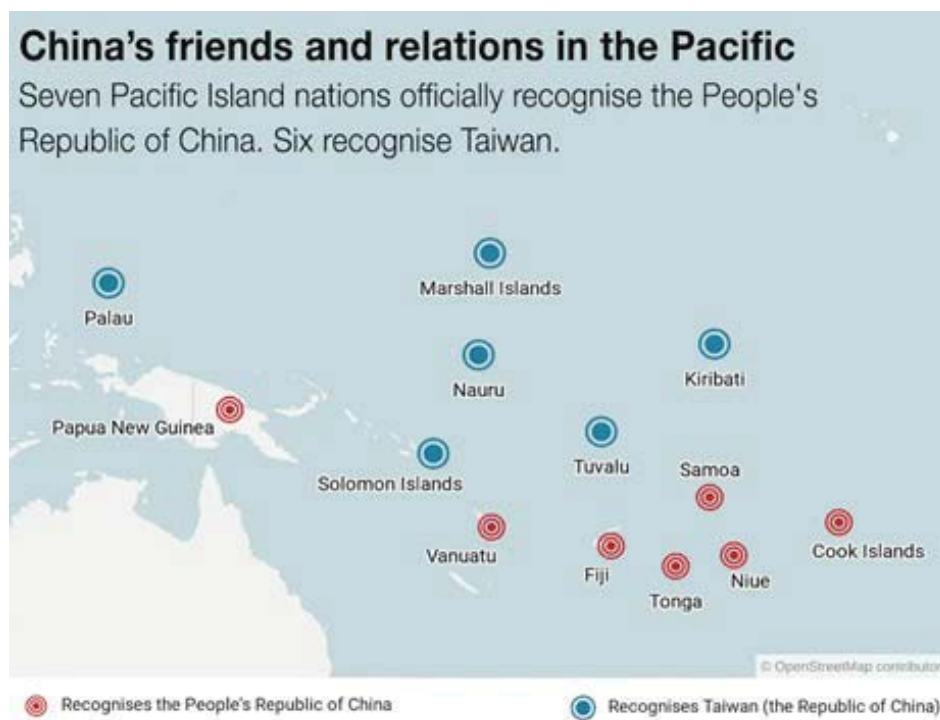 China's friends and relations in the Pacific
Seven Pacific Island nations officially recognise the People's
Republic of China. Six recognise Taiwan.
Marshall Islands
Palau
Kiribati
Nauru
Papua New Guinea
Tuvalu
Samoa
Solomon Islands
Cook Islands
Vanuatu
Fiji
Niue
Tonga
© OpenStreetMap contributor
Recognises the People's Republic of China
Recognises Taiwan (the Republic of China)